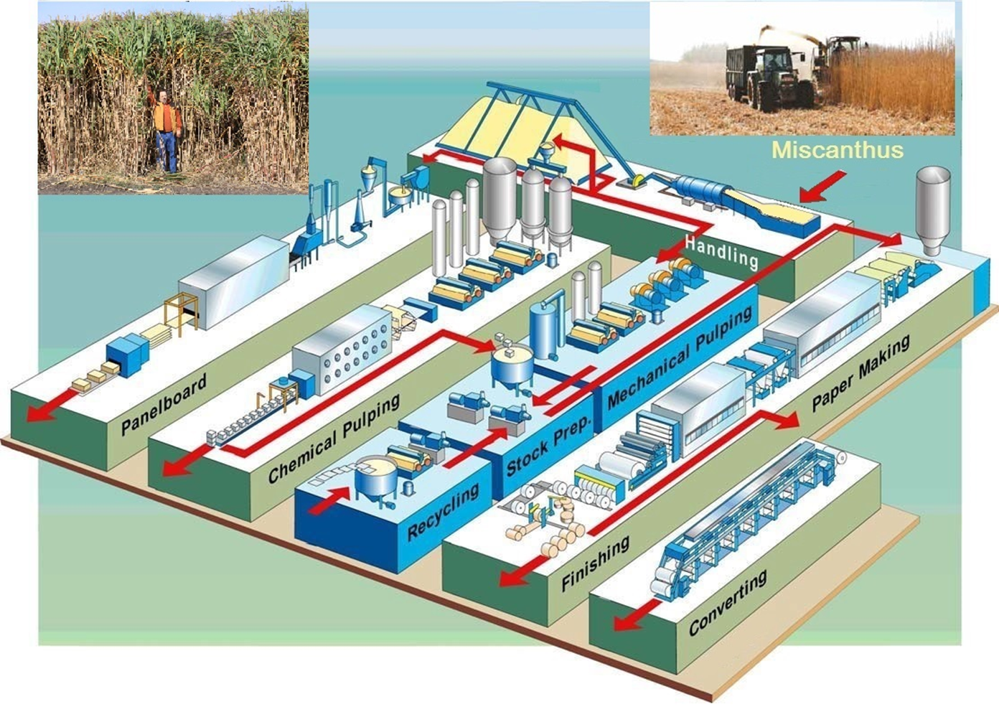 Miscanthus
Handling
Panelboard
Chemical Pulping
Mechanical Pulping
Stock Prep.
Recycling
Paper Making
Finishing
Converting